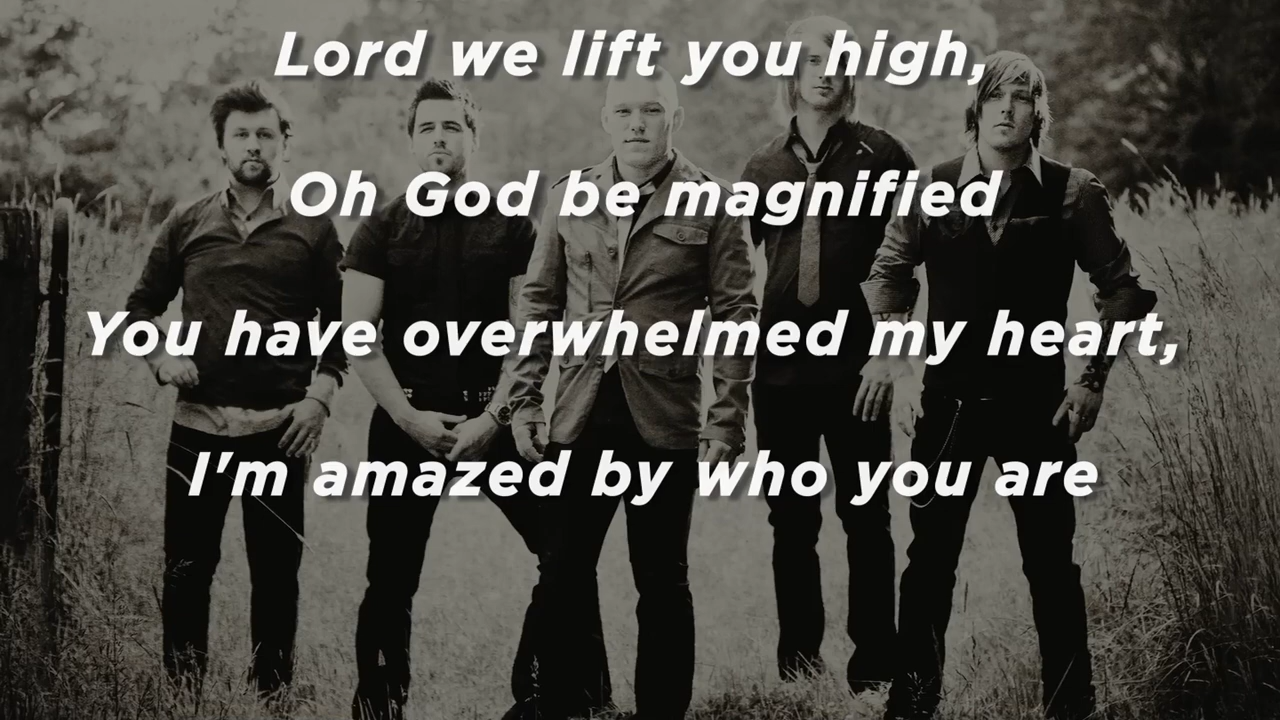 Lord we lift you high,
Oh God be magnified
You have overwhelmed my heart,
I'm amazed by who you are